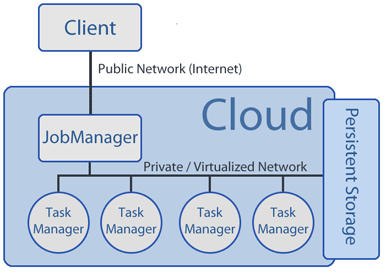 Client
Public Network (Internet)
Cloud
JobManager
Persistent Storage
Private / Virtualized Network
Task
Manager
Task
Manager
Task
Manager
Task
Manager